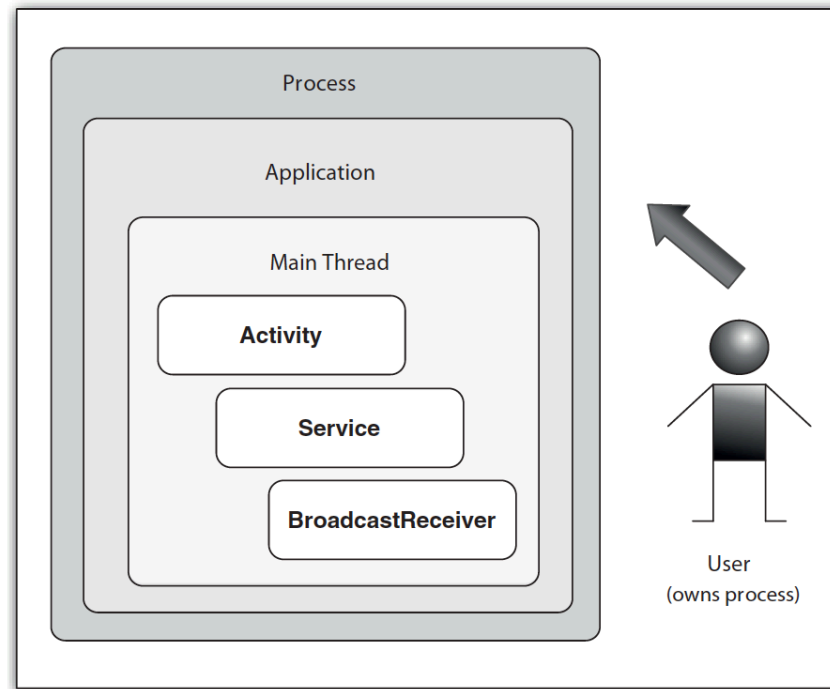 Process
Application
Main Thread
Activity
Service
BroadcastReceiver
User
(owns process)